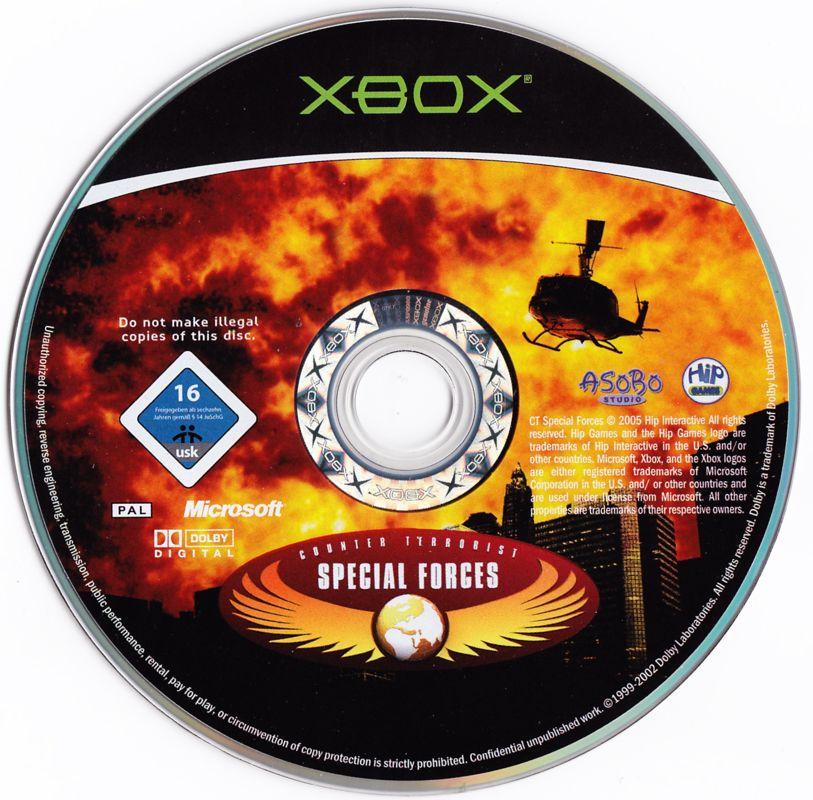 XBOX®
Do not make illegal
copies of this disc.
16
Freigegeben ab sechzehn
Jahren gemäß § 14 JuSchG
usk
PAL
Microsoft
DOLBY
DIGITAL
ASOBO
STUDIO
HiP
GAMES
CT Special Forces © 2005 Hip Interactive All rights
reserved. Hip Games and the Hip Games logo are
trademarks of Hip Interactive in the U.S. and/or
other countries. Microsoft, Xbox, and the Xbox logos
are either registered trademarks of Microsoft
Corporation in the U.S. and/ or other countries and
are used under license from Microsoft. All other
properties are trademarks of their respective owners.
COUNTER TERRORIST
SPECIAL FORCES
XBOX
Unauthorized copying, reverse engineering, transmission, public performance, rental, pay for play, or circumvention of copy protection is strictly prohibited. Confidential unpublished work. ©1999-2002 Dolby Laboratories. All rights reserved. Dolby is a trademark of Dolby Laboratories.